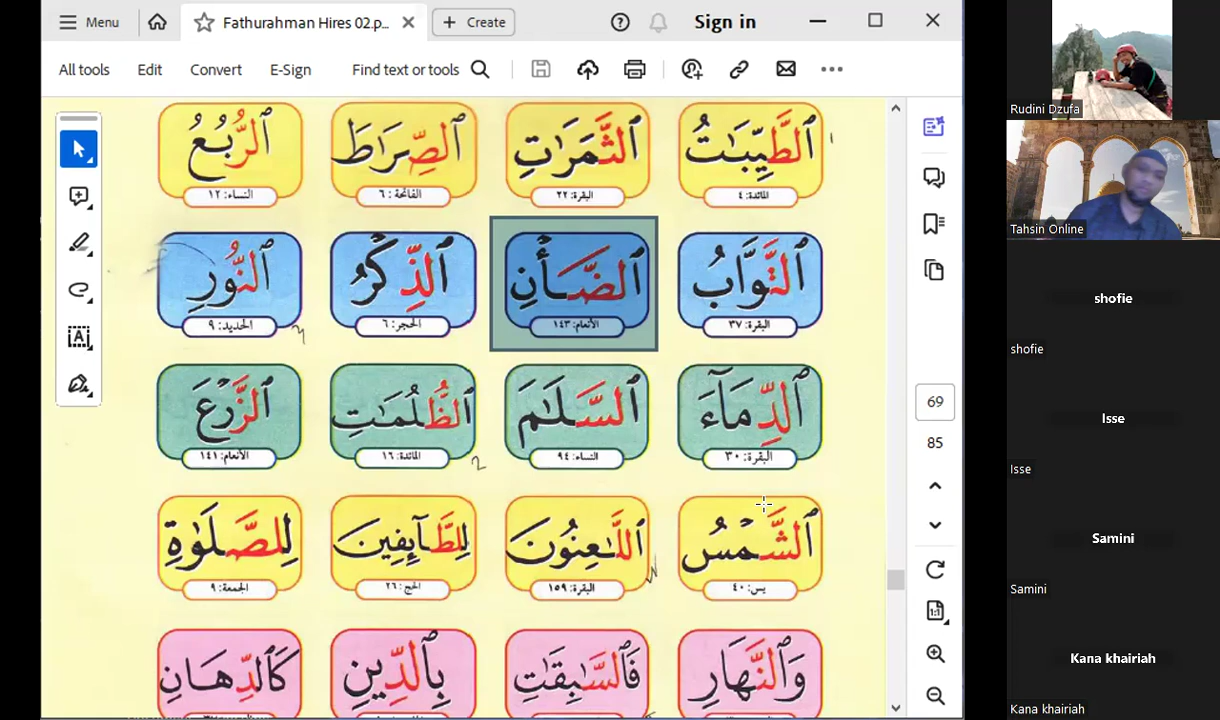 Menu
Fathurahman Hires 02.p...
Create
Sign in
All tools
Edit
Convert
E-Sign
Find text or tools
ٱلطَّيِّبَـٰتُ ٱلثَّمَرَٰتِ ٱلصِّرَٰطَ ٱلرُّبُعُ
المائدة: ٤ البقرة: ٢٢ الفاتحة: ٦ النساء: ١٢
ٱلتَّوَّابُ ٱلضَّأْنِ ٱلذِّكْرُ ٱلنُّورِ
البقرة: ٣٧ الأنعام: ١٤٣ الحجر: ٦ الحديد: ٩
ٱلدِّمَآءَ ٱلسَّلَـٰمَ ٱلظُّلُمَـٰتِ ٱلزَّرْعَ
البقرة: ٣٠ النساء: ٩٤ المائدة: ١٦ الأنعام: ١٤١
ٱلشَّمْسُ ٱللَّـٰعِنُونَ لِلطَّآئِفِينَ لِلصَّلَوٰةِ
يس: ٤٠ البقرة: ١٥٩ الحج: ٢٦ الجمعة: ٩
وَٱلنَّهَارِ فَٱلسَّـٰبِقَـٰتِ بِٱلدِّينِ كَٱلدِّهَانِ
69
85
1:1
Rudini Dzufa
Tahsin Online
shofie
shofie
Isse
Isse
Samini
Samini
Kana khairiah
Kana khairiah